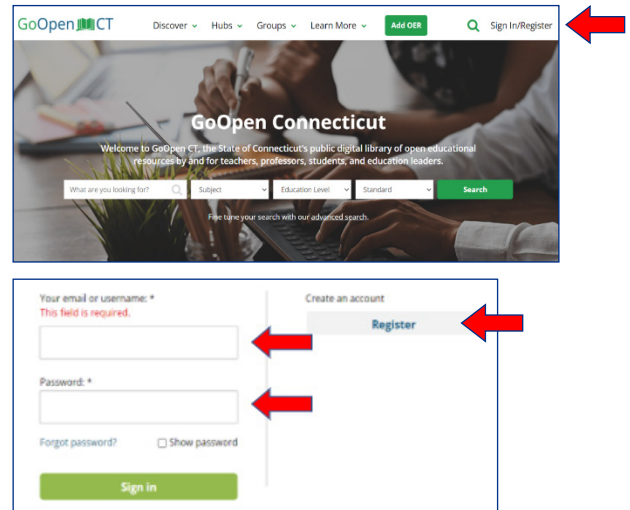 GoOpen CT Discover Hubs Groups Learn More Add OER Sign In/Register
GoOpen Connecticut
Welcome to GoOpen CT, the State of Connecticut's public digital library of open educational
resources by and for teachers, professors, students, and education leaders.
What are you looking for? Subject Education Level Standard Search
Fine tune your search with our advanced search.
Your email or username: *
This field is required.
Password: *
Forgot password? Show password
Sign in
Create an account
Register